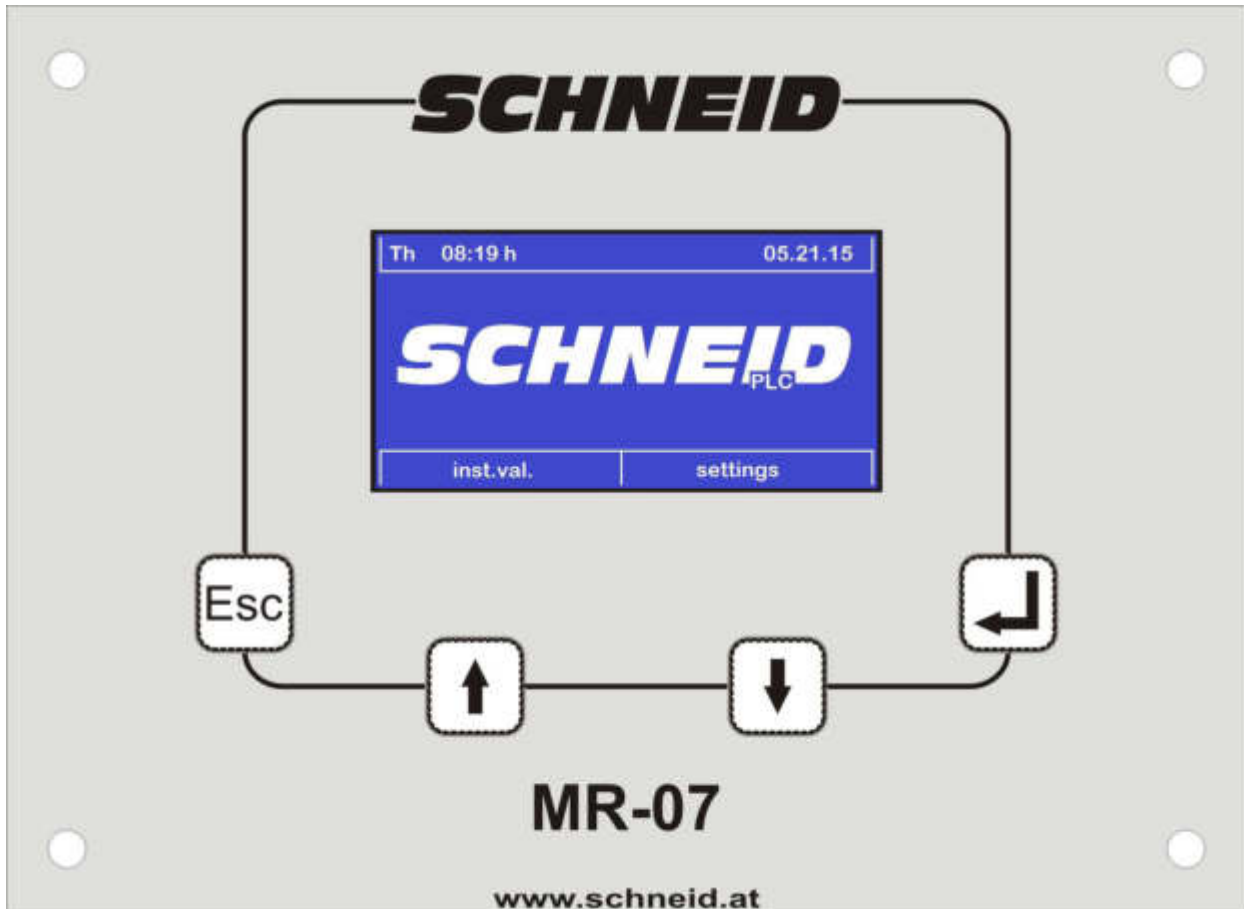 SCHNEID
Th 08:19 h 05.21.15
SCHNEID
PLC
inst.val. settings
Esc
MR-07
www.schneid.at